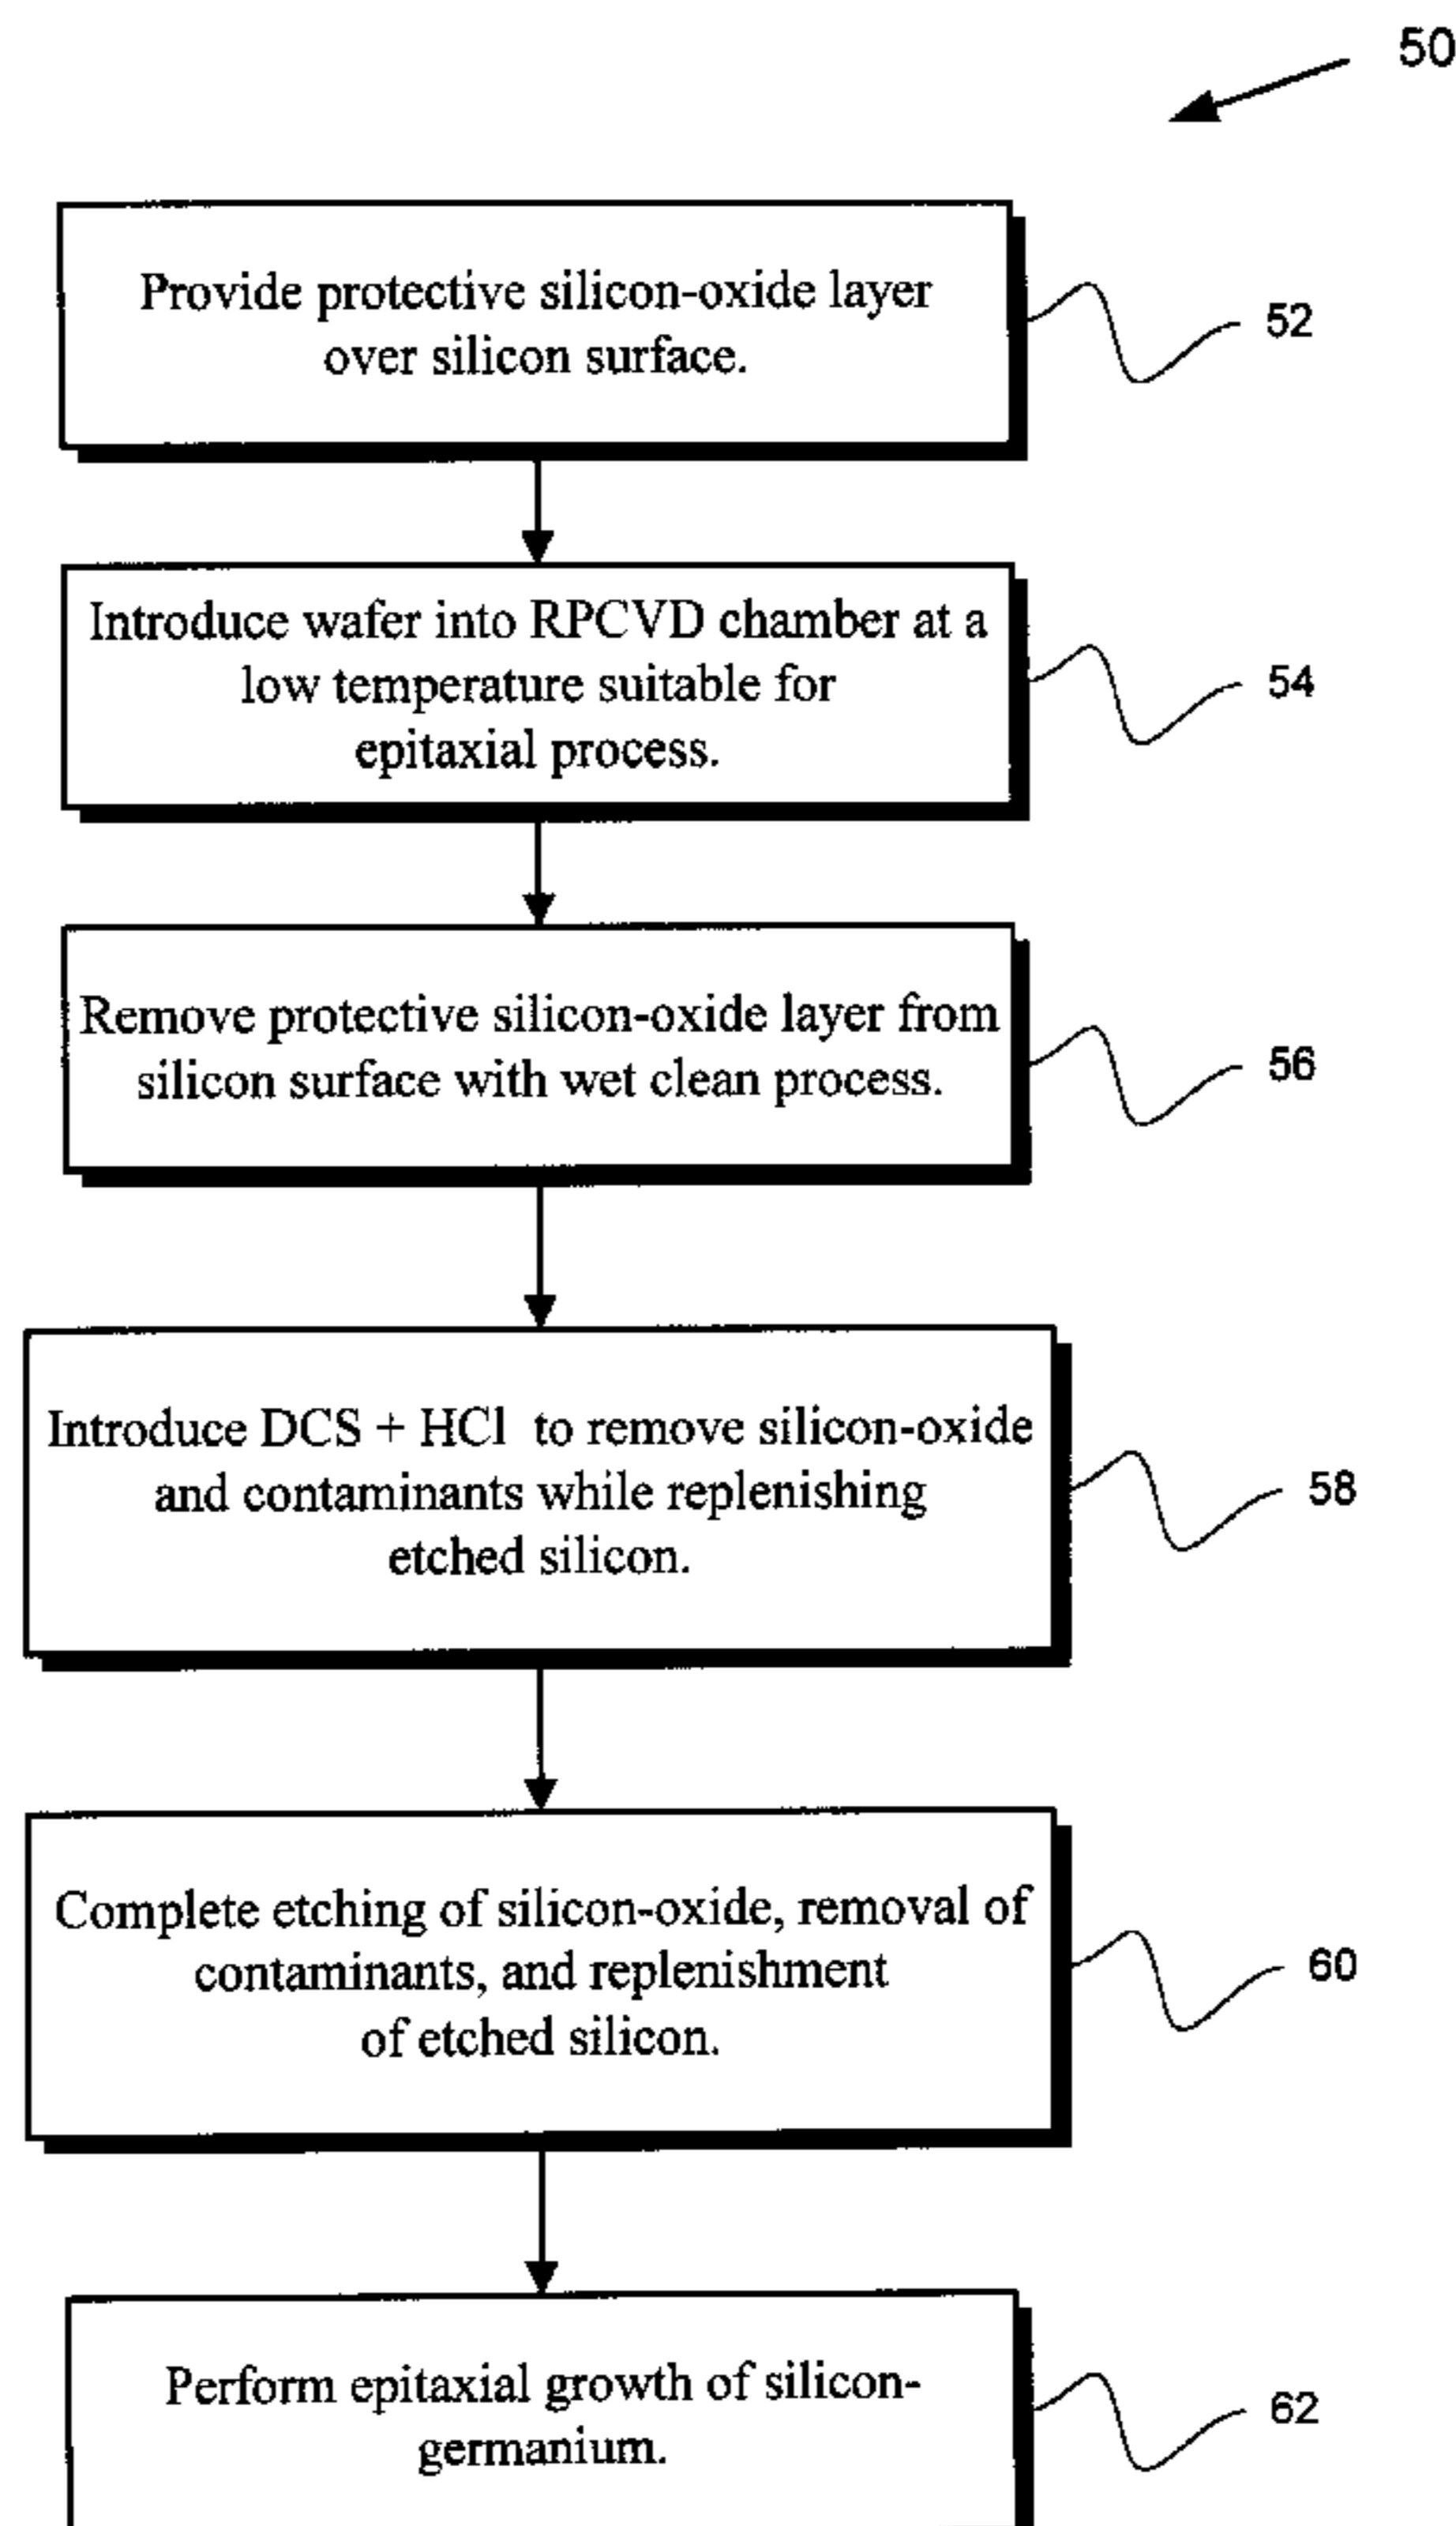 50
Provide protective silicon-oxide layer
over silicon surface.
52
Introduce wafer into RPCVD chamber at a
low temperature suitable for
epitaxial process.
54
Remove protective silicon-oxide layer from
silicon surface with wet clean process.
56
Introduce DCS + HCl to remove silicon-oxide
and contaminants while replenishing
etched silicon.
58
Complete etching of silicon-oxide, removal of
contaminants, and replenishment
of etched silicon.
60
Perform epitaxial growth of silicon-
germanium.
62